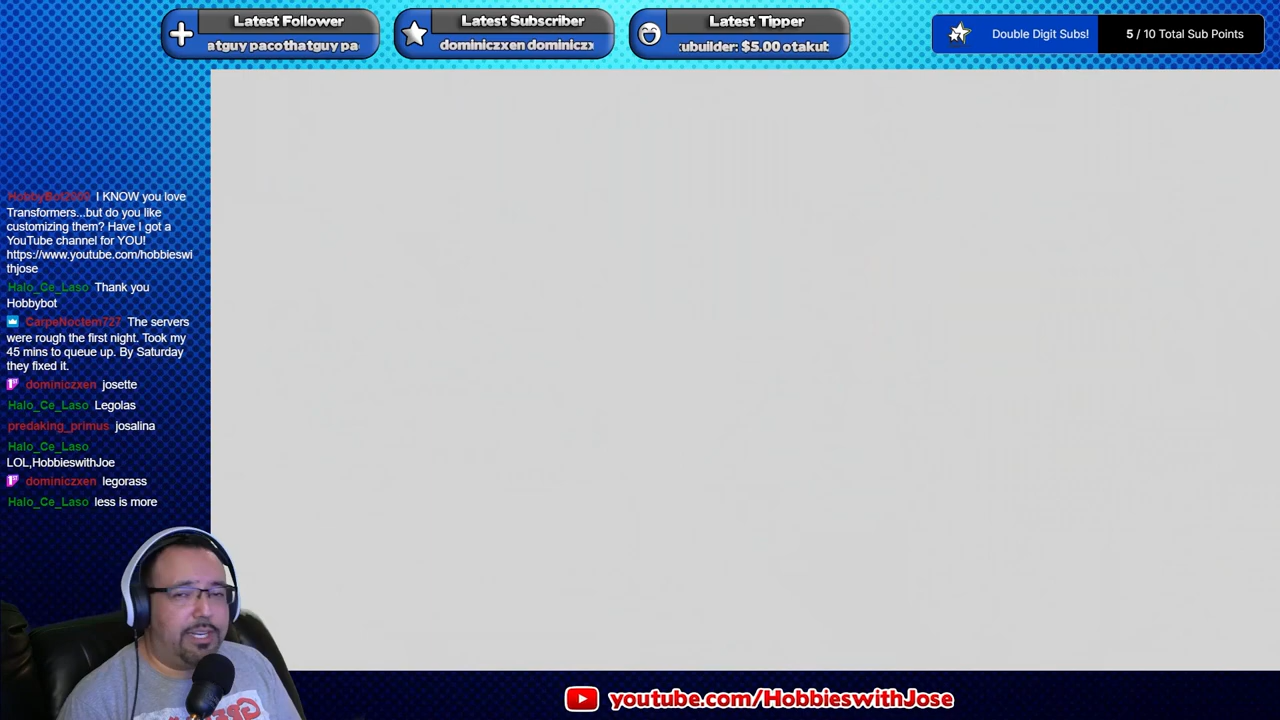 Latest Follower
atguy pacothatguy pa
Latest Subscriber
dominiczxen dominicz
Latest Tipper
ubuilder: $5.00 otakut
Double Digit Subs!
5 / 10 Total Sub Points
I KNOW you love
Transformers...but do you like
customizing them? Have I got a
YouTube channel for YOU!
https://www.youtube.com/hobbieswi
thjose
Halo_Ce_Laso Thank you
Hobbybot
CarpeNoctem727 The servers
were rough the first night. Took my
45 mins to queue up. By Saturday
they fixed it.
dominiczxen josette
Halo_Ce_Laso Legolas
predaking_primus josalina
Halo_Ce_Laso
LOL,HobbieswithJoe
dominiczxen legorass
Halo_Ce_Laso less is more
youtube.com/HobbieswithJose